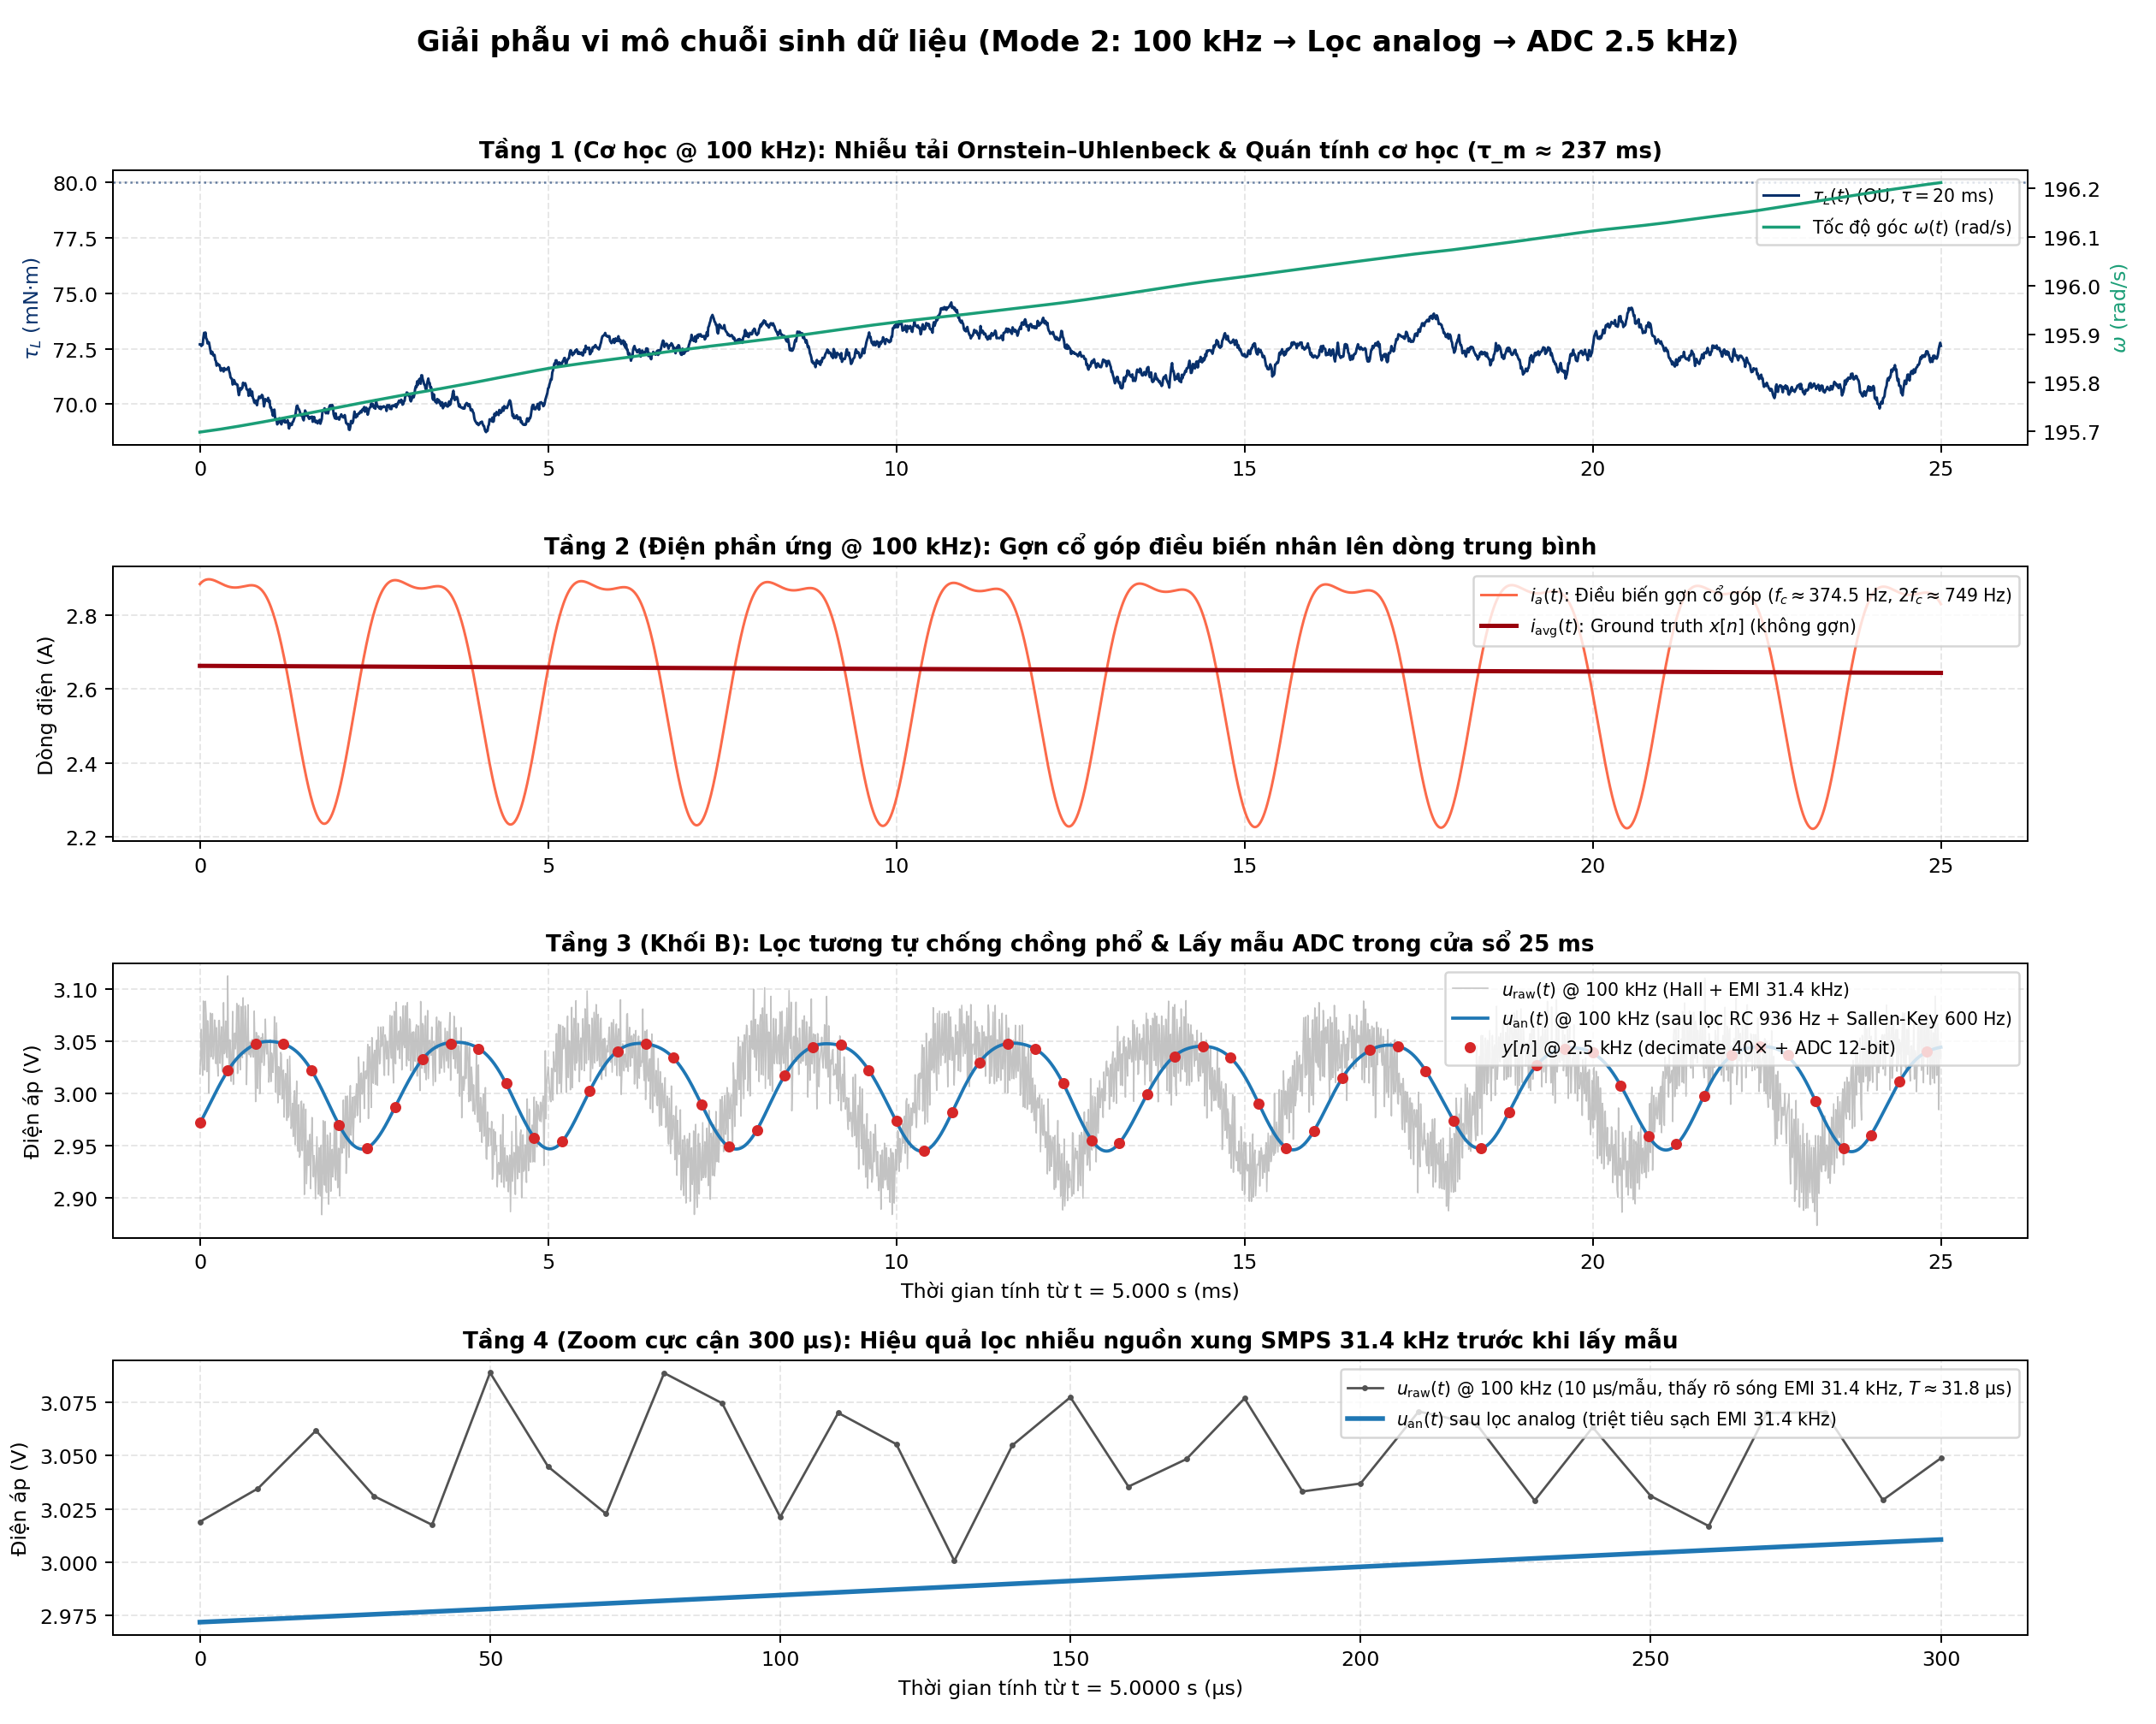 Giải phẫu vi mô chuỗi sinh dữ liệu (Mode 2: 100 kHz → Lọc analog → ADC 2.5 kHz)
Tầng 1 (Cơ học @ 100 kHz): Nhiễu tải Ornstein–Uhlenbeck & Quán tính cơ học (τ_m ≈ 237 ms)
τ_L (mN·m)
80.0
77.5
75.0
72.5
70.0
τ_L(t) (OU, τ = 20 ms)
Tốc độ góc ω(t) (rad/s)
196.2
196.1
196.0
195.9
195.8
195.7
ω (rad/s)
0 5 10 15 20 25
Tầng 2 (Điện phần ứng @ 100 kHz): Gợn cổ góp điều biến nhân lên dòng trung bình
Dòng điện (A)
2.8
2.6
2.4
2.2
i_a(t): Điều biến gợn cổ góp (f_c ≈ 374.5 Hz, 2f_c ≈ 749 Hz)
i_avg(t): Ground truth x[n] (không gợn)
0 5 10 15 20 25
Tầng 3 (Khối B): Lọc tương tự chống chồng phổ & Lấy mẫu ADC trong cửa sổ 25 ms
Điện áp (V)
3.10
3.05
3.00
2.95
2.90
u_raw(t) @ 100 kHz (Hall + EMI 31.4 kHz)
u_an(t) @ 100 kHz (sau lọc RC 936 Hz + Sallen-Key 600 Hz)
y[n] @ 2.5 kHz (decimate 40× + ADC 12-bit)
0 5 10 15 20 25
Thời gian tính từ t = 5.000 s (ms)
Tầng 4 (Zoom cực cận 300 µs): Hiệu quả lọc nhiễu nguồn xung SMPS 31.4 kHz trước khi lấy mẫu
Điện áp (V)
3.075
3.050
3.025
3.000
2.975
u_raw(t) @ 100 kHz (10 µs/mẫu, thấy rõ sóng EMI 31.4 kHz, T ≈ 31.8 µs)
u_an(t) sau lọc analog (triệt tiêu sạch EMI 31.4 kHz)
0 50 100 150 200 250 300
Thời gian tính từ t = 5.0000 s (µs)